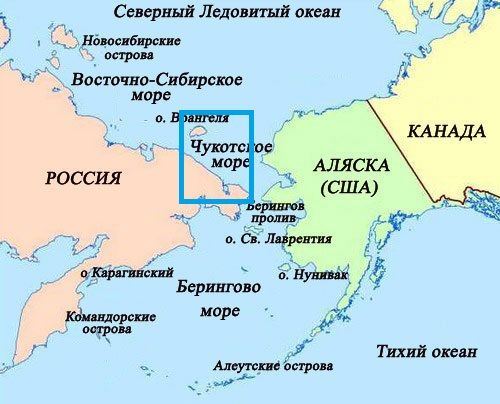 Северный Ледовитый океан
Новосибирские
острова
Восточно-Сибирское
море
о. Врангеля
Чукотское
море
КАНАДА
РОССИЯ
АЛЯСКА
(США)
Берингов
пролив
о. Св. Лаврентия
о Карагинский
о. Нунивак
Берингово
море
Командорские
острова
Тихий океан
Алеутские острова